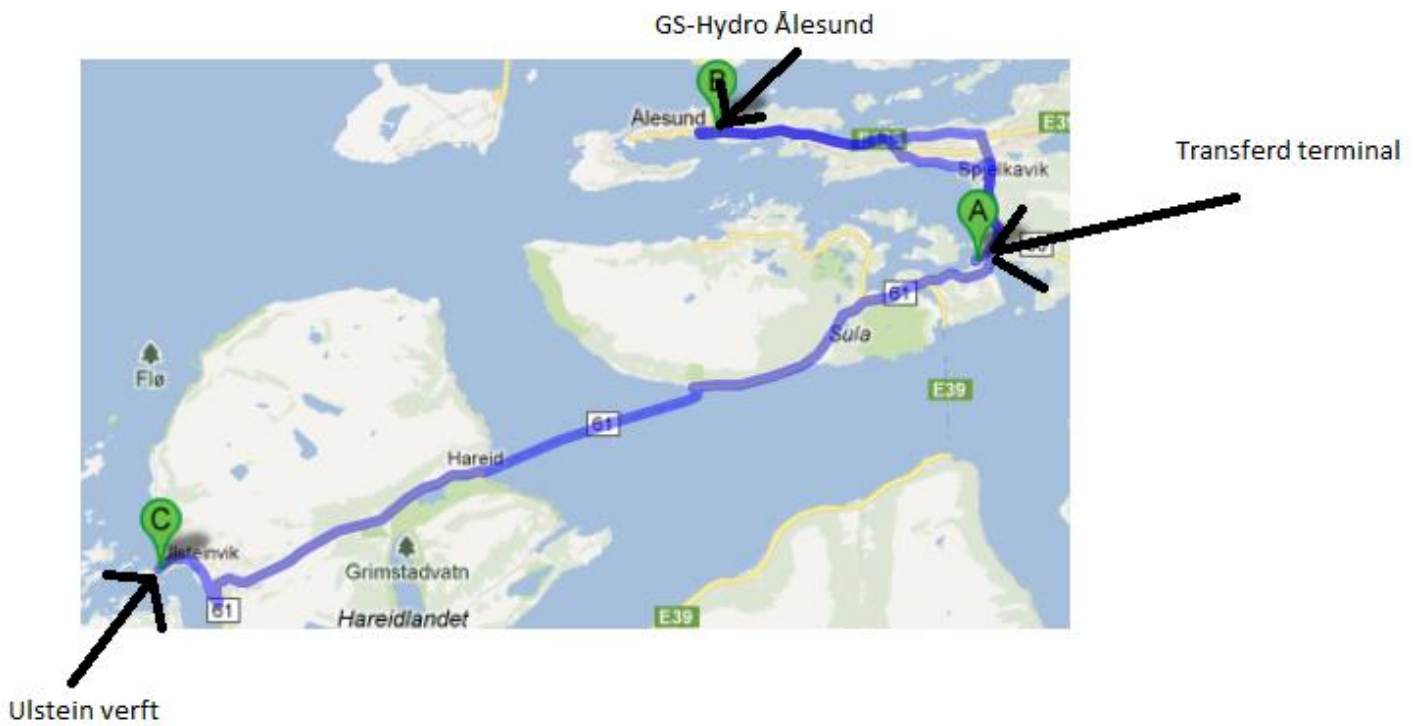 GS-Hydro Ålesund
B
Ålesund
E39
Transferd terminal
Spjelkavik
A
61
Sula
Flø
E39
61
Hareid
C
Ulsteinvik
Grimstadvatn
61
Hareidlandet
E39
Ulstein verft